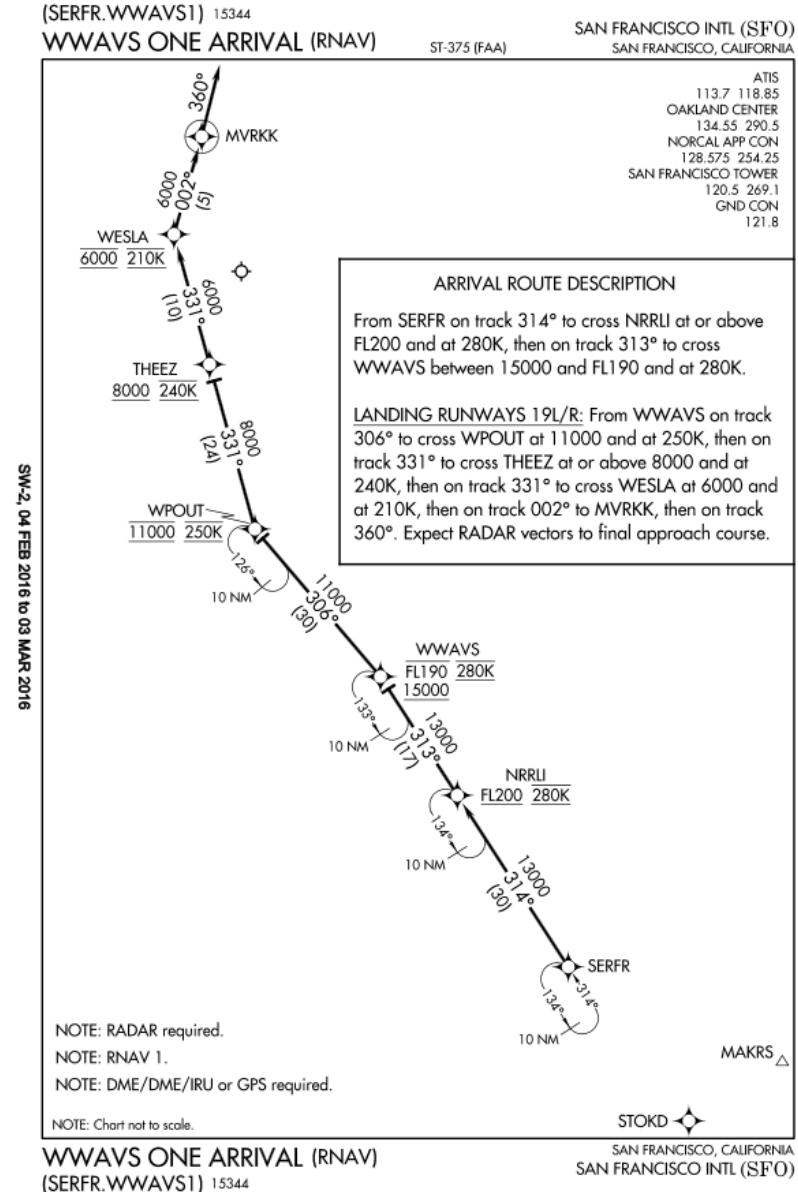 (SERFR.WWAVS1) 15344
WWAVS ONE ARRIVAL (RNAV)
ST-375 (FAA)
SAN FRANCISCO INTL (SFO)
SAN FRANCISCO, CALIFORNIA
ATIS
113.7 118.85
OAKLAND CENTER
134.55 290.5
NORCAL APP CON
128.575 254.25
SAN FRANCISCO TOWER
120.5 269.1
GND CON
121.8
360°
MVRKK
6000
002°
(5)
WESLA
6000 210K
6000
331°
(10)
THEEZ
8000 240K
8000
331°
(24)
ARRIVAL ROUTE DESCRIPTION
From SERFR on track 314° to cross NRRLI at or above
FL200 and at 280K, then on track 313° to cross
WWAVS between 15000 and FL190 and at 280K.
LANDING RUNWAYS 19L/R: From WWAVS on track
306° to cross WPOUT at 11000 and at 250K, then on
track 331° to cross THEEZ at or above 8000 and at
240K, then on track 331° to cross WESLA at 6000 and
at 210K, then on track 002° to MVRKK, then on track
360°. Expect RADAR vectors to final approach course.
SW-2, 04 FEB 2016 to 03 MAR 2016
WPOUT
11000 250K
126°
10 NM
11000
306°
(30)
WWAVS
FL190 280K
15000
133°
10 NM
13000
313°
(17)
NRRLI
FL200 280K
134°
10 NM
13000
314°
(30)
SERFR
134°
314°
10 NM
NOTE: RADAR required.
NOTE: RNAV 1.
NOTE: DME/DME/IRU or GPS required.
MAKRS
NOTE: Chart not to scale.
STOKD
WWAVS ONE ARRIVAL (RNAV)
(SERFR.WWAVS1) 15344
SAN FRANCISCO, CALIFORNIA
SAN FRANCISCO INTL (SFO)